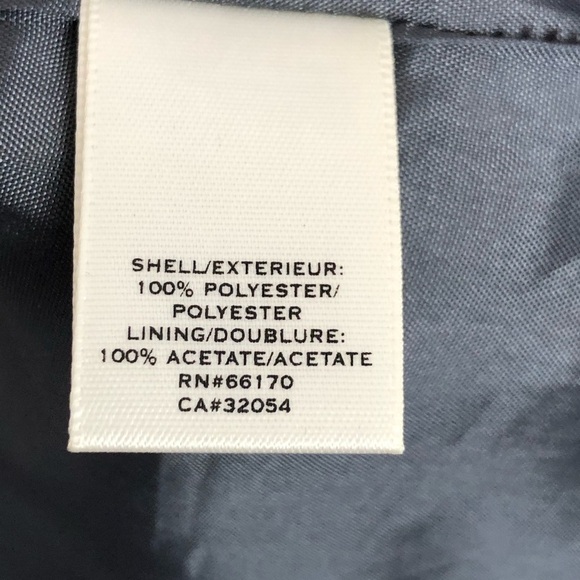 SHELL/EXTERIEUR:
100% POLYESTER/
POLYESTER
LINING/DOUBLURE:
100% ACETATE/ACETATE
RN#66170
CA#32054